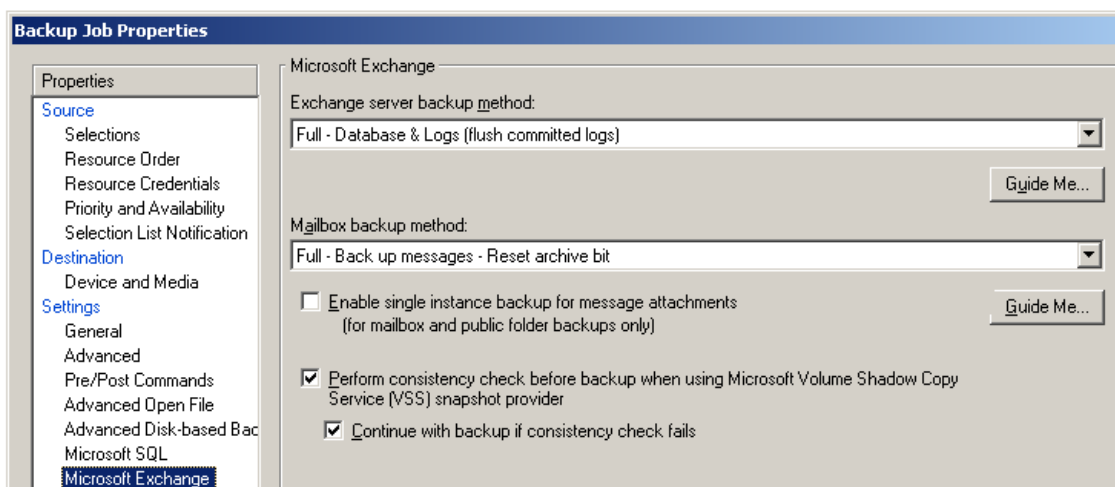 Backup Job Properties
Properties
Source
Selections
Resource Order
Resource Credentials
Priority and Availability
Selection List Notification
Destination
Device and Media
Settings
General
Advanced
Pre/Post Commands
Advanced Open File
Advanced Disk-based Bac
Microsoft SQL
Microsoft Exchange
Microsoft Exchange
Exchange server backup method:
Full - Database & Logs (flush committed logs)
Guide Me...
Mailbox backup method:
Full - Back up messages - Reset archive bit
Enable single instance backup for message attachments
(for mailbox and public folder backups only)
Guide Me...
Perform consistency check before backup when using Microsoft Volume Shadow Copy
Service (VSS) snapshot provider
Continue with backup if consistency check fails